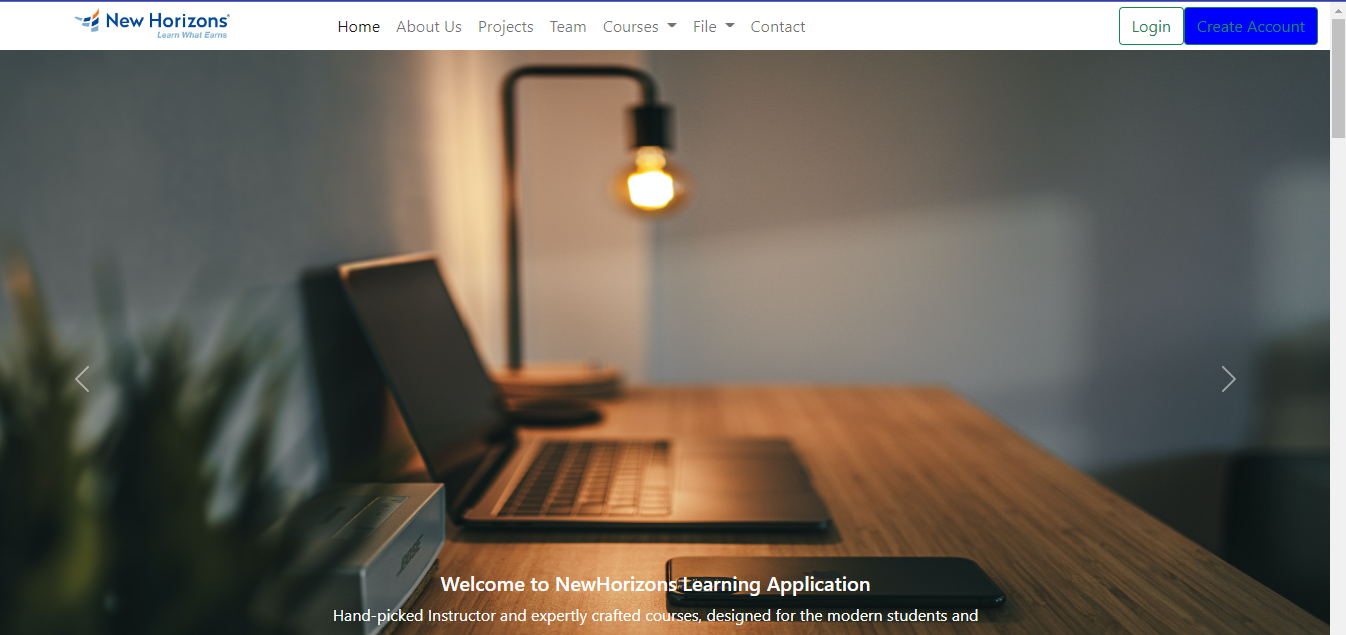 New Horizons®
Learn What Earns
Home About Us Projects Team Courses File Contact
Login Create Account
Welcome to NewHorizons Learning Application
Hand-picked Instructor and expertly crafted courses, designed for the modern students and